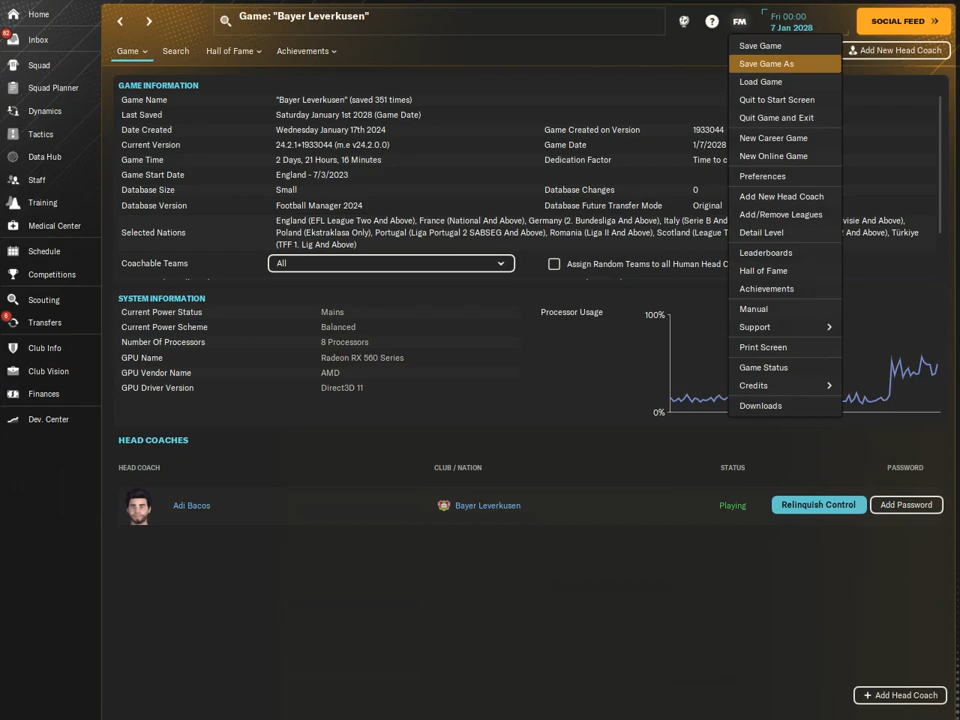 Home
62
Inbox
Squad
Squad Planner
Dynamics
Tactics
Data Hub
Staff
Training
Medical Center
Schedule
Competitions
Scouting
6
Transfers
Club Info
Club Vision
Finances
Dev. Center
Game: "Bayer Leverkusen"
?
FM
Fri 00:00
7 Jan 2028
SOCIAL FEED
Game
Search
Hall of Fame
Achievements
Add New Head Coach
Save Game
Save Game As
Load Game
Quit to Start Screen
Quit Game and Exit
New Career Game
New Online Game
Preferences
Add New Head Coach
Add/Remove Leagues
Detail Level
Leaderboards
Hall of Fame
Achievements
Manual
Support
Print Screen
Game Status
Credits
Downloads
GAME INFORMATION
Game Name "Bayer Leverkusen" (saved 351 times)
Last Saved Saturday January 1st 2028 (Game Date)
Date Created Wednesday January 17th 2024 Game Created on Version 1933044
Current Version 24.2.1+1933044 (m.e v24.2.0.0) Game Date 1/7/2028
Game Time 2 Days, 21 Hours, 16 Minutes Dedication Factor Time to c
Game Start Date England - 7/3/2023
Database Size Small Database Changes 0
Database Version Football Manager 2024 Database Future Transfer Mode Original
Selected Nations England (EFL League Two And Above), France (National And Above), Germany (2. Bundesliga And Above), Italy (Serie B And visie And Above),
Poland (Ekstraklasa Only), Portugal (Liga Portugal 2 SABSEG And Above), Romania (Liga II And Above), Scotland (League T And Above), Türkiye
(TFF 1. Lig And Above)
Coachable Teams All Assign Random Teams to all Human Head C
SYSTEM INFORMATION
Current Power Status Mains Processor Usage 100%
Current Power Scheme Balanced
Number Of Processors 8 Processors
GPU Name Radeon RX 560 Series
GPU Vendor Name AMD
GPU Driver Version Direct3D 11
0%
HEAD COACHES
HEAD COACH CLUB / NATION STATUS PASSWORD
Adi Bacos Bayer Leverkusen Playing Relinquish Control Add Password
+ Add Head Coach